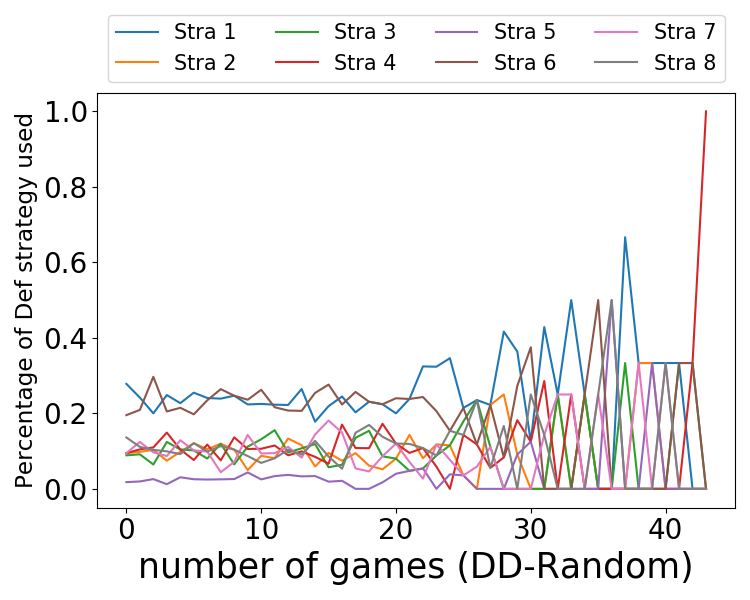 Stra 1 Stra 3 Stra 5 Stra 7
Stra 2 Stra 4 Stra 6 Stra 8
Percentage of Def strategy used
1.0
0.8
0.6
0.4
0.2
0.0
0 10 20 30 40
number of games (DD-Random)